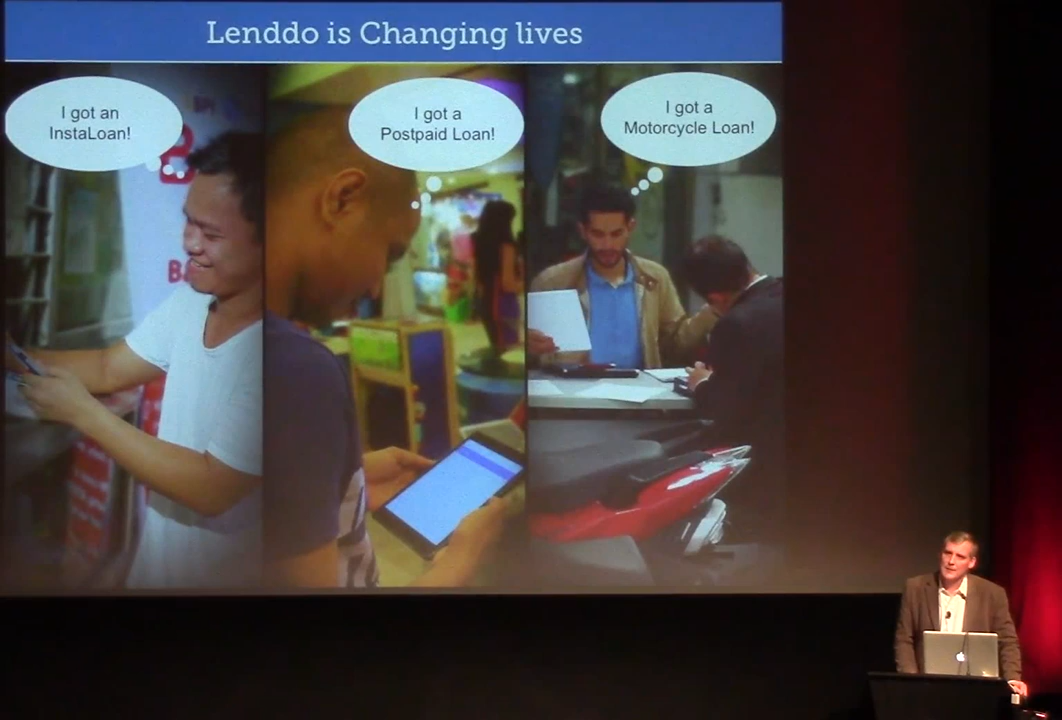 Lenddo is Changing lives
I got an
InstaLoan!
I got a
Postpaid Loan!
I got a
Motorcycle Loan!